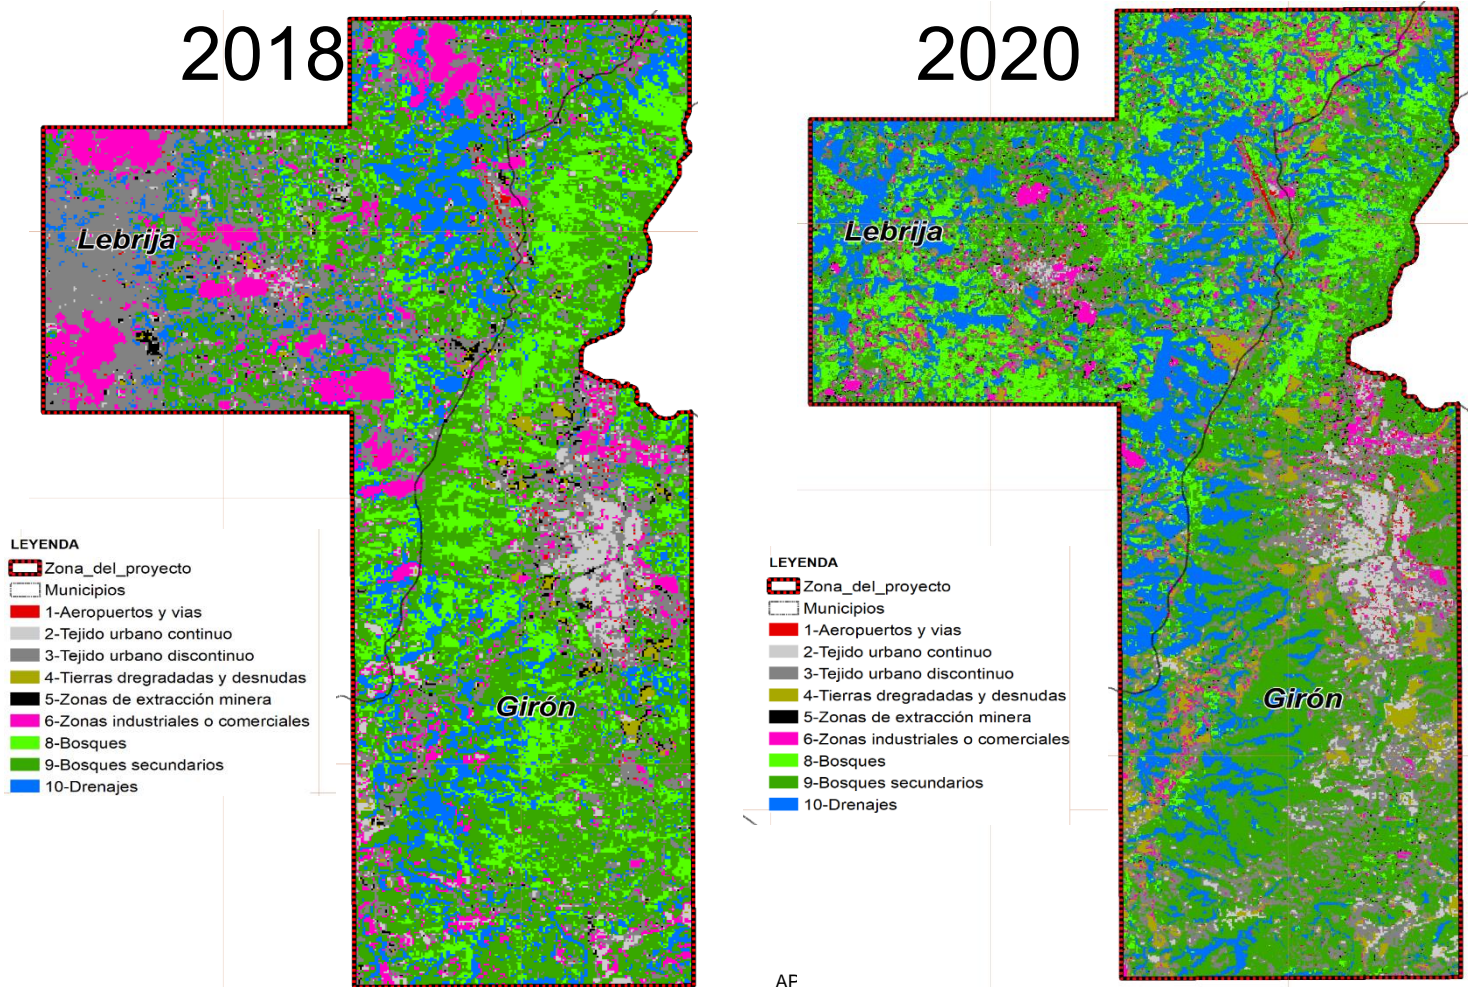 2018
Lebrija
Girón
LEYENDA
Zona_del_proyecto
Municipios
1-Aeropuertos y vias
2-Tejido urbano continuo
3-Tejido urbano discontinuo
4-Tierras dregradadas y desnudas
5-Zonas de extracción minera
6-Zonas industriales o comerciales
8-Bosques
9-Bosques secundarios
10-Drenajes
2020
Lebrija
Girón
LEYENDA
Zona_del_proyecto
Municipios
1-Aeropuertos y vias
2-Tejido urbano continuo
3-Tejido urbano discontinuo
4-Tierras dregradadas y desnudas
5-Zonas de extracción minera
6-Zonas industriales o comerciales
8-Bosques
9-Bosques secundarios
10-Drenajes